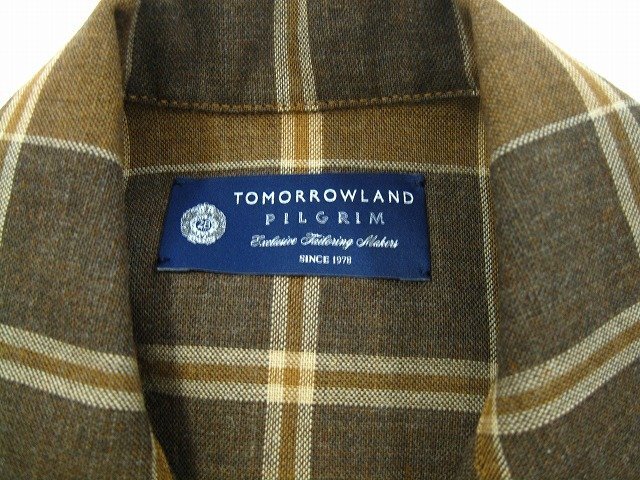 TOMORROWLAND
PILGRIM
Exclusive Tailoring Makers
SINCE 1978